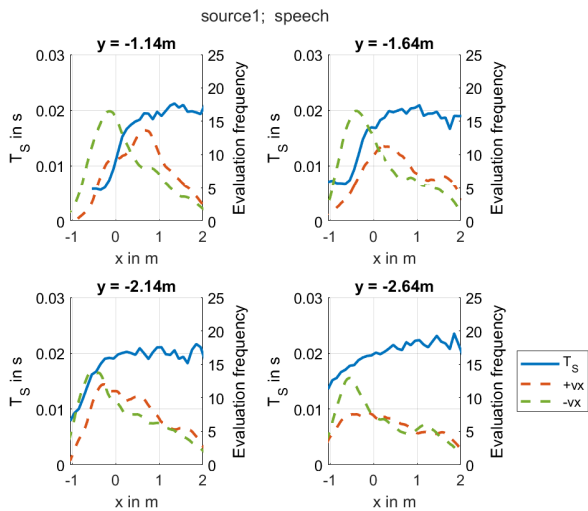 source1; speech
y = -1.14m
y = -1.64m
0.03
0.02
0.01
0
T_S in s
25
20
15
10
5
0
Evaluation frequency
-1 0 1 2
x in m
0.03
0.02
0.01
0
T_S in s
25
20
15
10
5
0
Evaluation frequency
-1 0 1 2
x in m
y = -2.14m
y = -2.64m
0.03
0.02
0.01
0
T_S in s
25
20
15
10
5
0
Evaluation frequency
-1 0 1 2
x in m
0.03
0.02
0.01
0
T_S in s
25
20
15
10
5
0
Evaluation frequency
-1 0 1 2
x in m
T_S
+vx
-vx